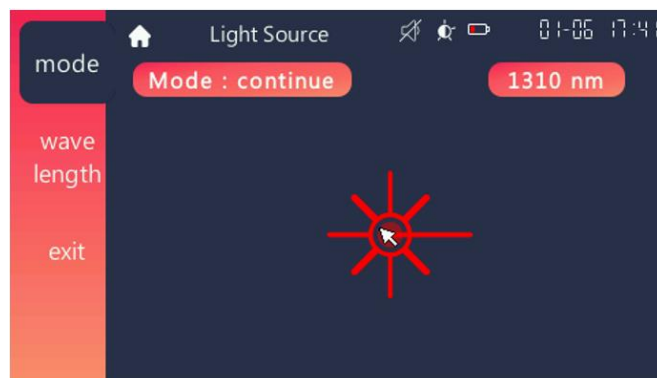 mode
Light Source
01-06
Mode : continue
1310 nm
wave
length
exit